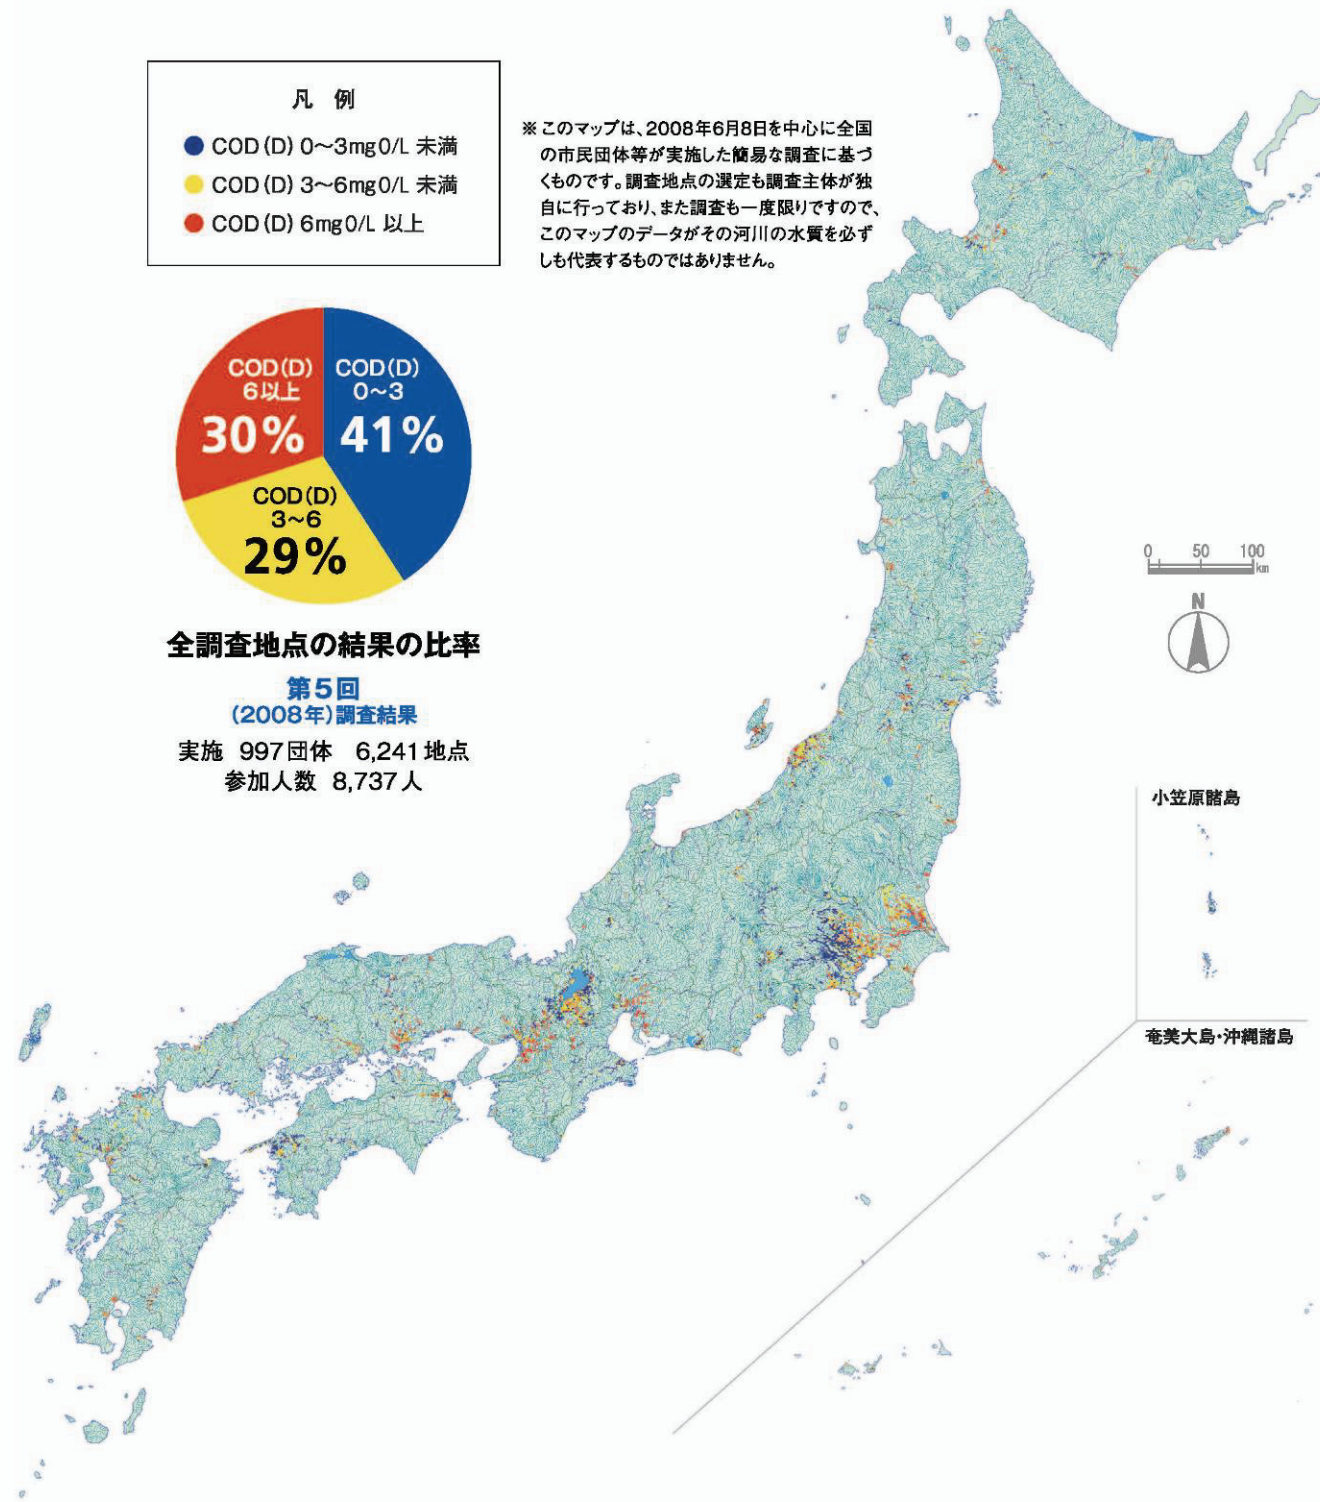 凡 例
COD(D) 0〜3mgO/L 未満
COD(D) 3〜6mgO/L 未満
COD(D) 6mgO/L 以上
※このマップは、2008年6月8日を中心に全国
の市民団体等が実施した簡易な調査に基づ
くものです。調査地点の選定も調査主体が独
自に行っており、また調査も一度限りですので、
このマップのデータがその河川の水質を必ず
しも代表するものではありません。
COD(D)
6以上
30%
COD(D)
0〜3
41%
COD(D)
3〜6
29%
全調査地点の結果の比率
第5回
(2008年)調査結果
実施 997団体 6,241地点
参加人数 8,737人
0 50 100
km
N
小笠原諸島
奄美大島・沖縄諸島